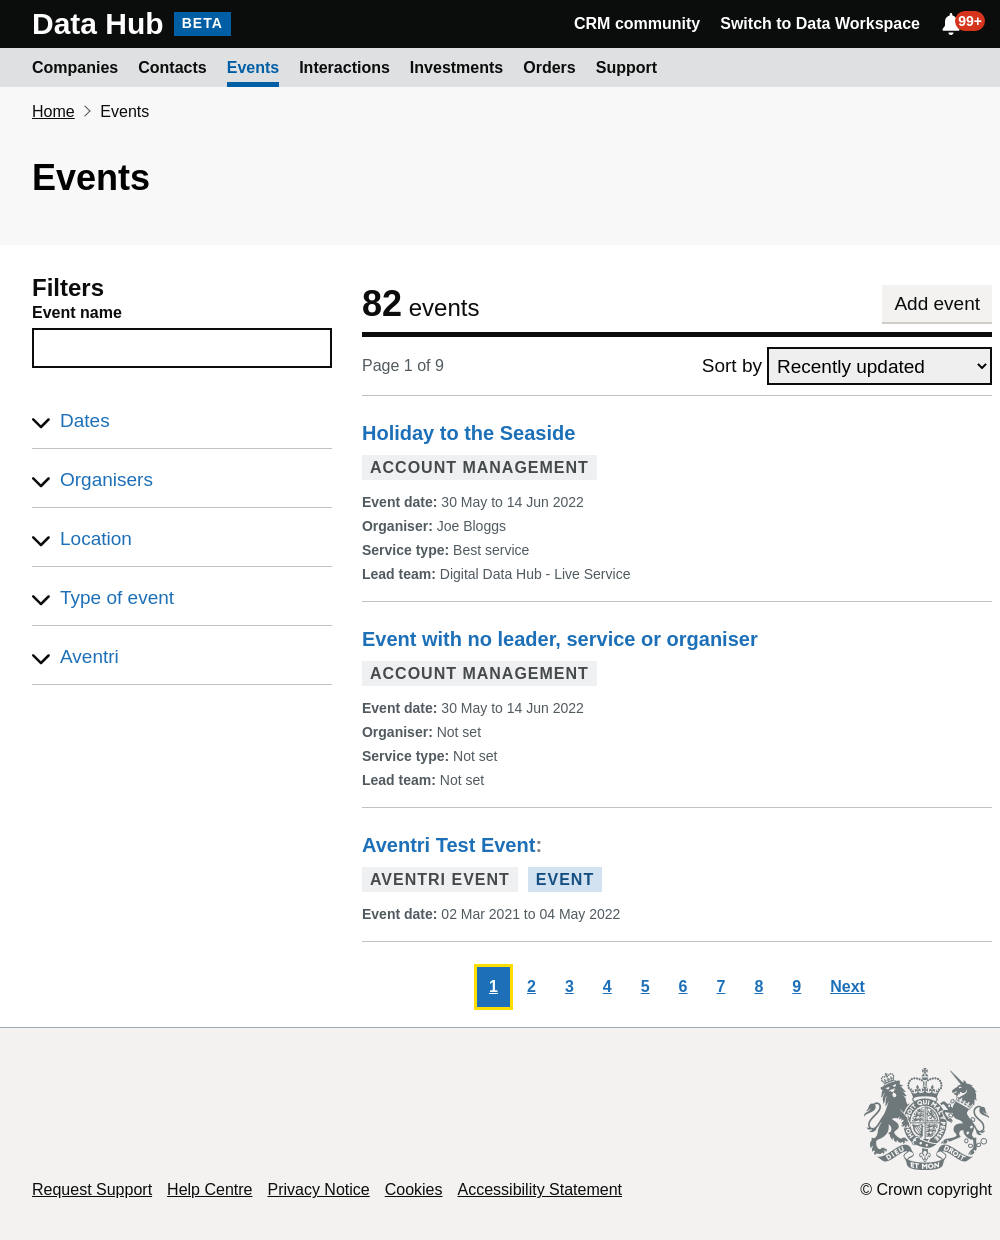 Data Hub BETA CRM community Switch to Data Workspace 99+
Companies Contacts Events Interactions Investments Orders Support
Home Events
Events
Filters
Event name
Dates
Organisers
Location
Type of event
Aventri
82 events Add event
Page 1 of 9 Sort by Recently updated
Holiday to the Seaside
ACCOUNT MANAGEMENT
Event date: 30 May to 14 Jun 2022
Organiser: Joe Bloggs
Service type: Best service
Lead team: Digital Data Hub - Live Service
Event with no leader, service or organiser
ACCOUNT MANAGEMENT
Event date: 30 May to 14 Jun 2022
Organiser: Not set
Service type: Not set
Lead team: Not set
Aventri Test Event:
AVENTRI EVENT EVENT
Event date: 02 Mar 2021 to 04 May 2022
1 2 3 4 5 6 7 8 9 Next
DIEU ET MON DROIT
Request Support Help Centre Privacy Notice Cookies Accessibility Statement © Crown copyright